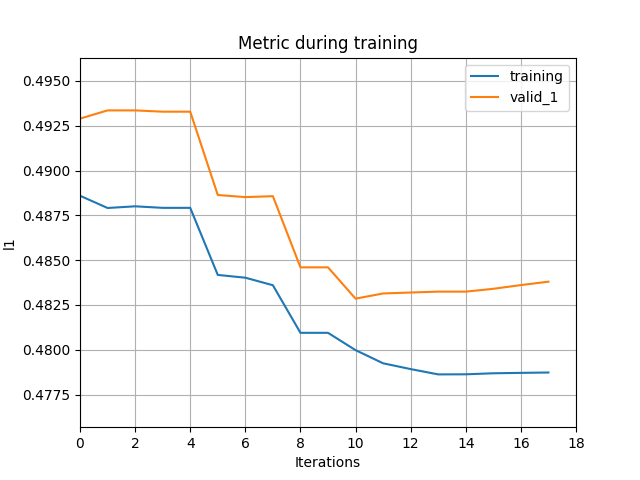 Metric during training
training
valid_1
0.4950
0.4925
0.4900
0.4875
0.4850
0.4825
0.4800
0.4775
l1
0 2 4 6 8 10 12 14 16 18
Iterations